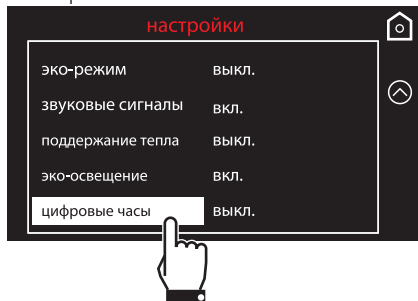 настройки
эко-режим выкл.
звуковые сигналы вкл.
поддержание тепла выкл.
эко-освещение вкл.
цифровые часы выкл.